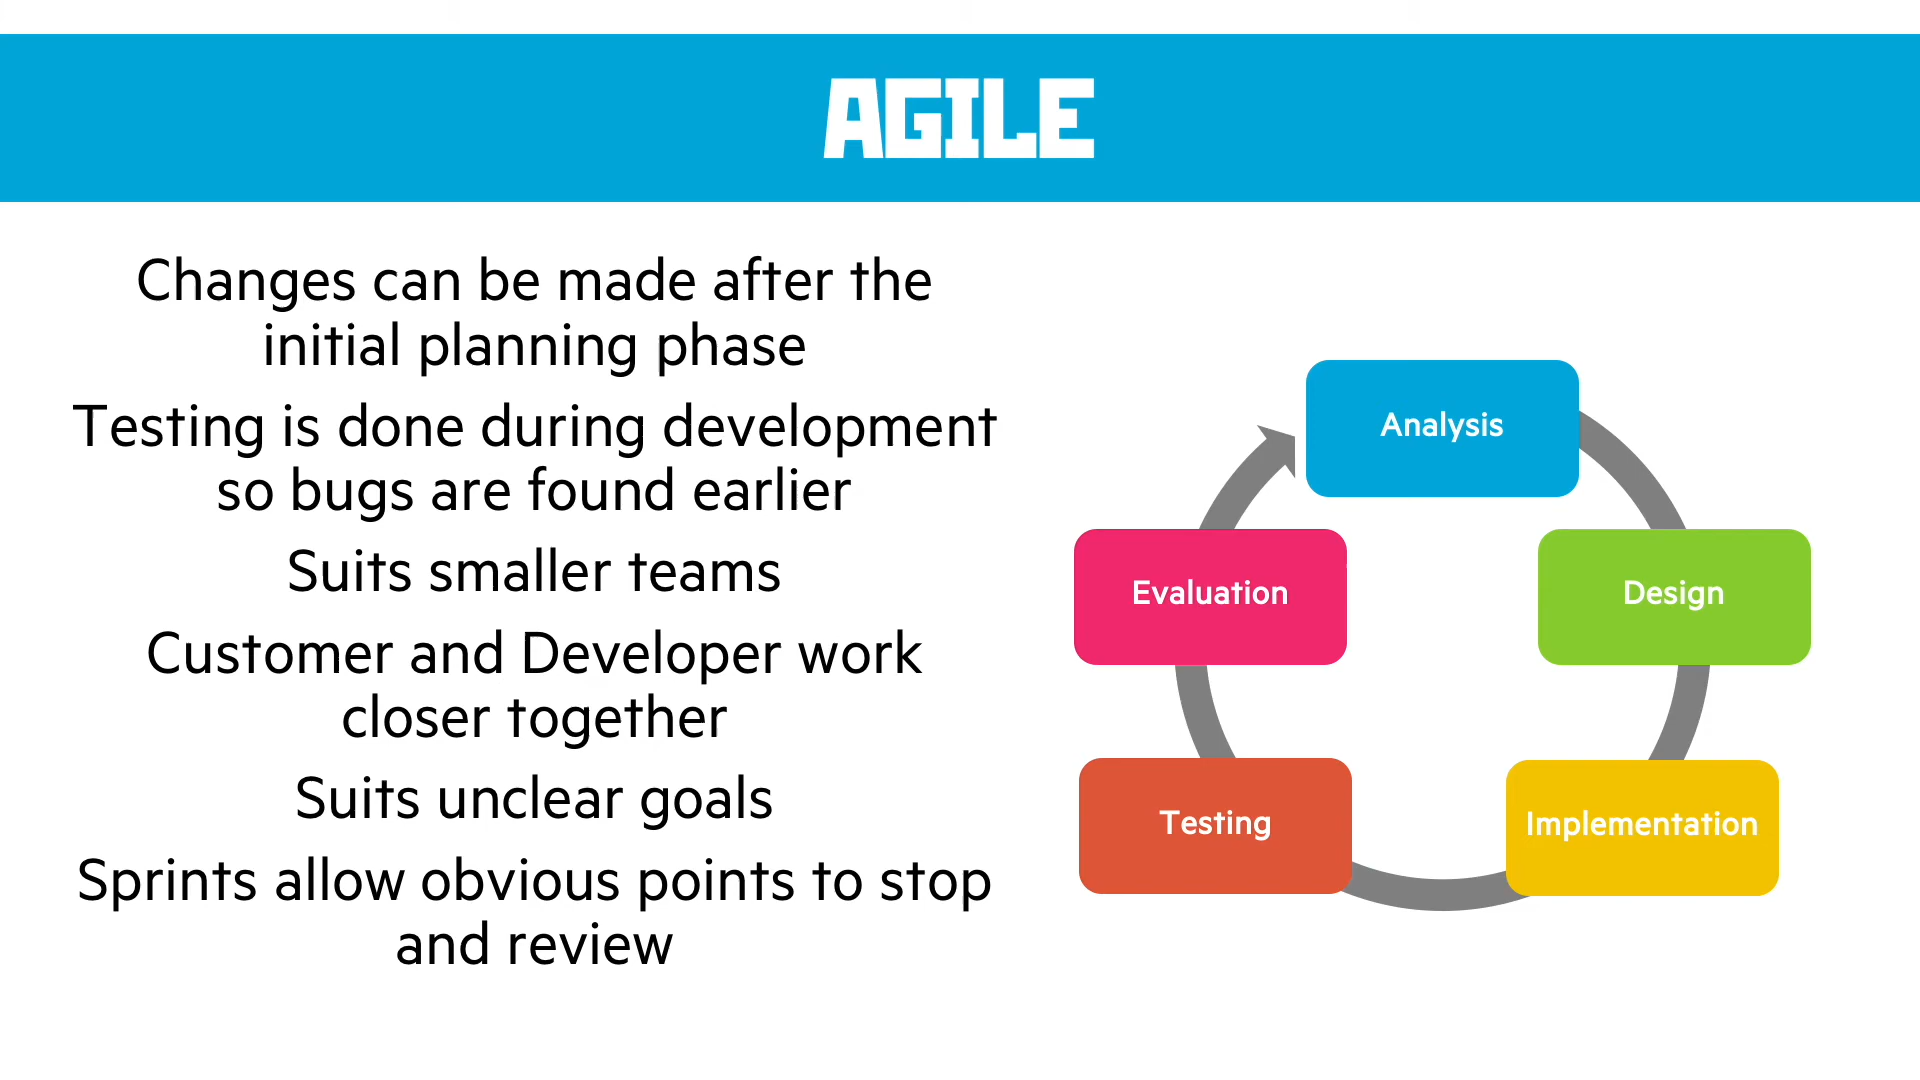 AGILE
Changes can be made after the
initial planning phase
Testing is done during development
so bugs are found earlier
Suits smaller teams
Customer and Developer work
closer together
Suits unclear goals
Sprints allow obvious points to stop
and review
Analysis
Evaluation
Design
Testing
Implementation